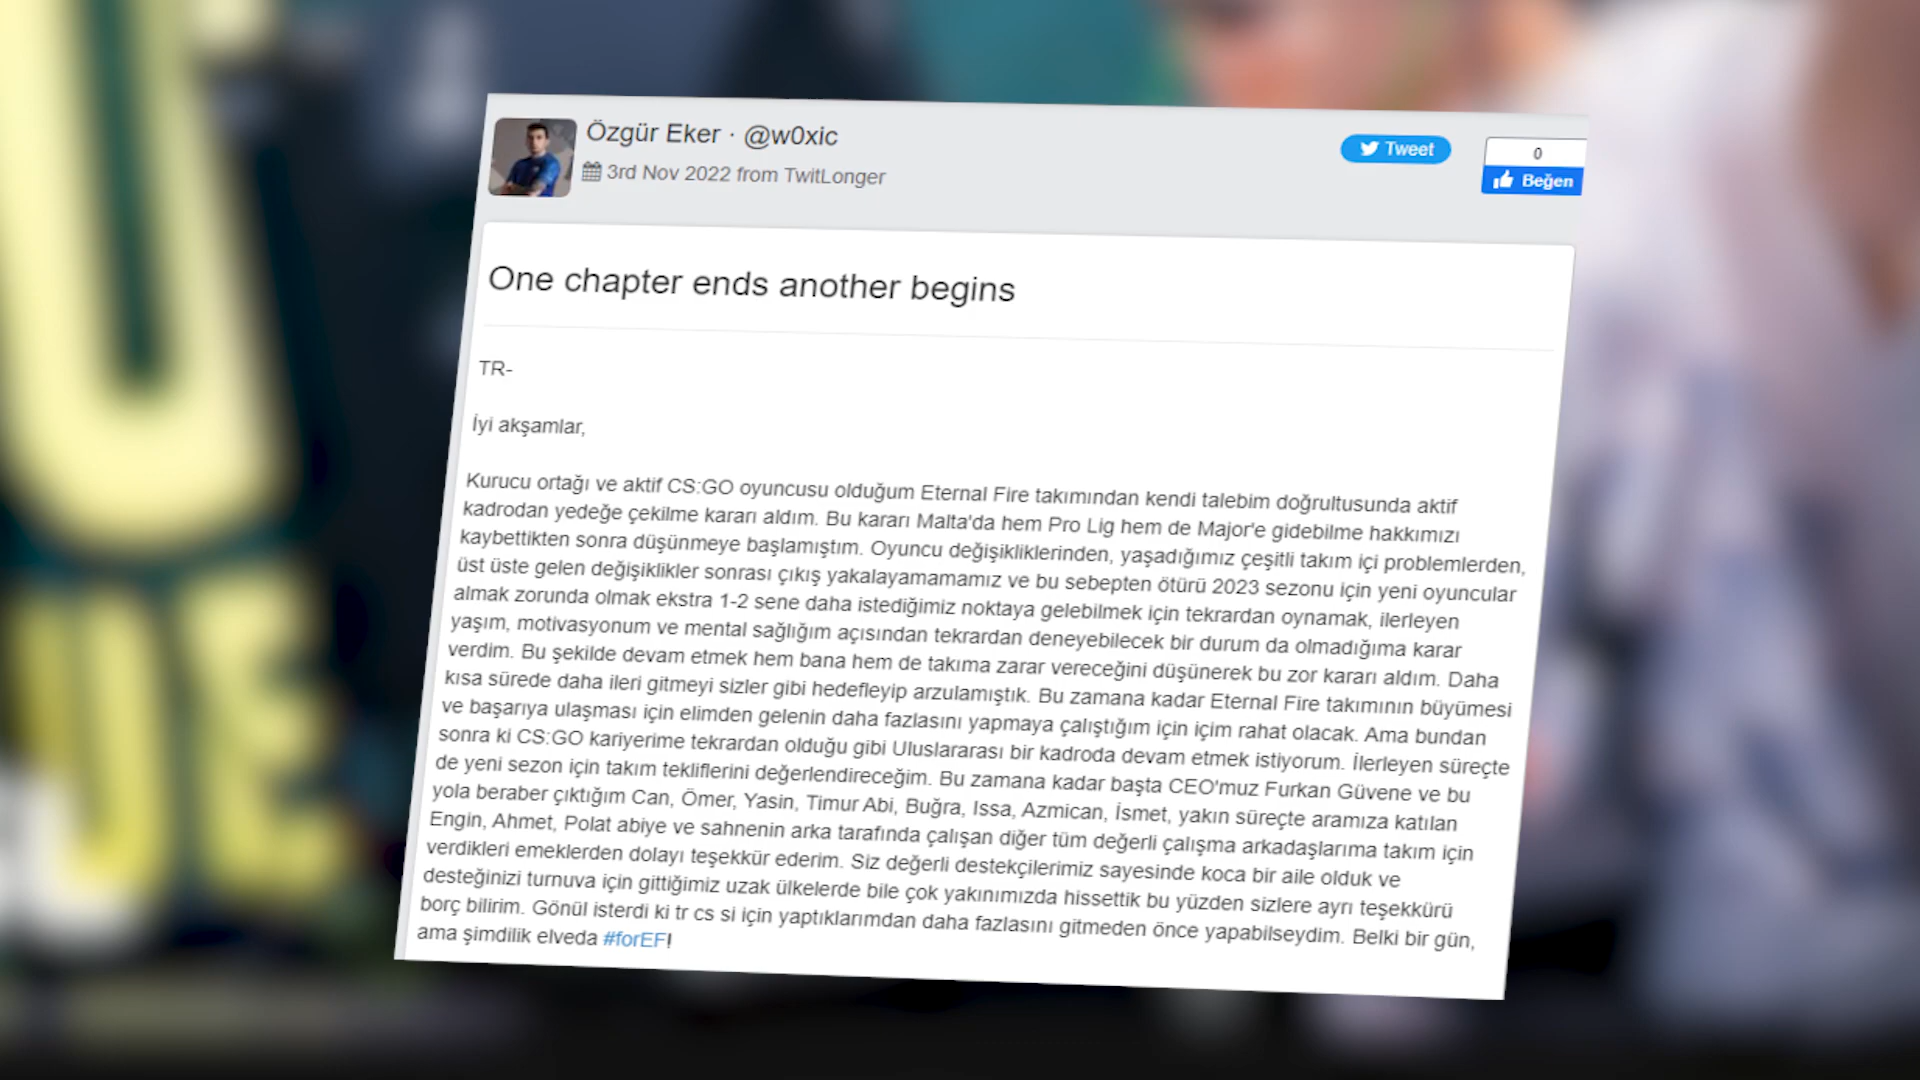 Özgür Eker · @w0xic
3rd Nov 2022 from TwitLonger
Tweet
0
Beğen
One chapter ends another begins
TR-
İyi akşamlar,
Kurucu ortağı ve aktif CS:GO oyuncusu olduğum Eternal Fire takımından kendi talebim doğrultusunda aktif
kadrodan yedeğe çekilme kararı aldım. Bu kararı Malta'da hem Pro Lig hem de Major'e gidebilme hakkımızı
kaybettikten sonra düşünmeye başlamıştım. Oyuncu değişikliklerinden, yaşadığımız çeşitli takım içi problemlerden,
üst üste gelen değişiklikler sonrası çıkış yakalayamamamız ve bu sebepten ötürü 2023 sezonu için yeni oyuncular
almak zorunda olmak ekstra 1-2 sene daha istediğimiz noktaya gelebilmek için tekrardan oynamak, ilerleyen
yaşım, motivasyonum ve mental sağlığım açısından tekrardan deneyebilecek bir durum da olmadığıma karar
verdim. Bu şekilde devam etmek hem bana hem de takıma zarar vereceğini düşünerek bu zor kararı aldım. Daha
kısa sürede daha ileri gitmeyi sizler gibi hedefleyip arzulamıştık. Bu zamana kadar Eternal Fire takımının büyümesi
ve başarıya ulaşması için elimden gelenin daha fazlasını yapmaya çalıştığım için içim rahat olacak. Ama bundan
sonra ki CS:GO kariyerime tekrardan olduğu gibi Uluslararası bir kadroda devam etmek istiyorum. İlerleyen süreçte
de yeni sezon için takım tekliflerini değerlendireceğim. Bu zamana kadar başta CEO'muz Furkan Güvene ve bu
yola beraber çıktığım Can, Ömer, Yasin, Timur Abi, Buğra, Issa, Azmican, İsmet, yakın süreçte aramıza katılan
Engin, Ahmet, Polat abiye ve sahnenin arka tarafında çalışan diğer tüm değerli çalışma arkadaşlarıma takım için
verdikleri emeklerden dolayı teşekkür ederim. Siz değerli destekçilerimiz sayesinde koca bir aile olduk ve
desteğinizi turnuva için gittiğimiz uzak ülkelerde bile çok yakınımızda hissettik bu yüzden sizlere ayrı teşekkürü
borç bilirim. Gönül isterdi ki tr cs si için yaptıklarımdan daha fazlasını gitmeden önce yapabilseydim. Belki bir gün,
ama şimdilik elveda #forEF!